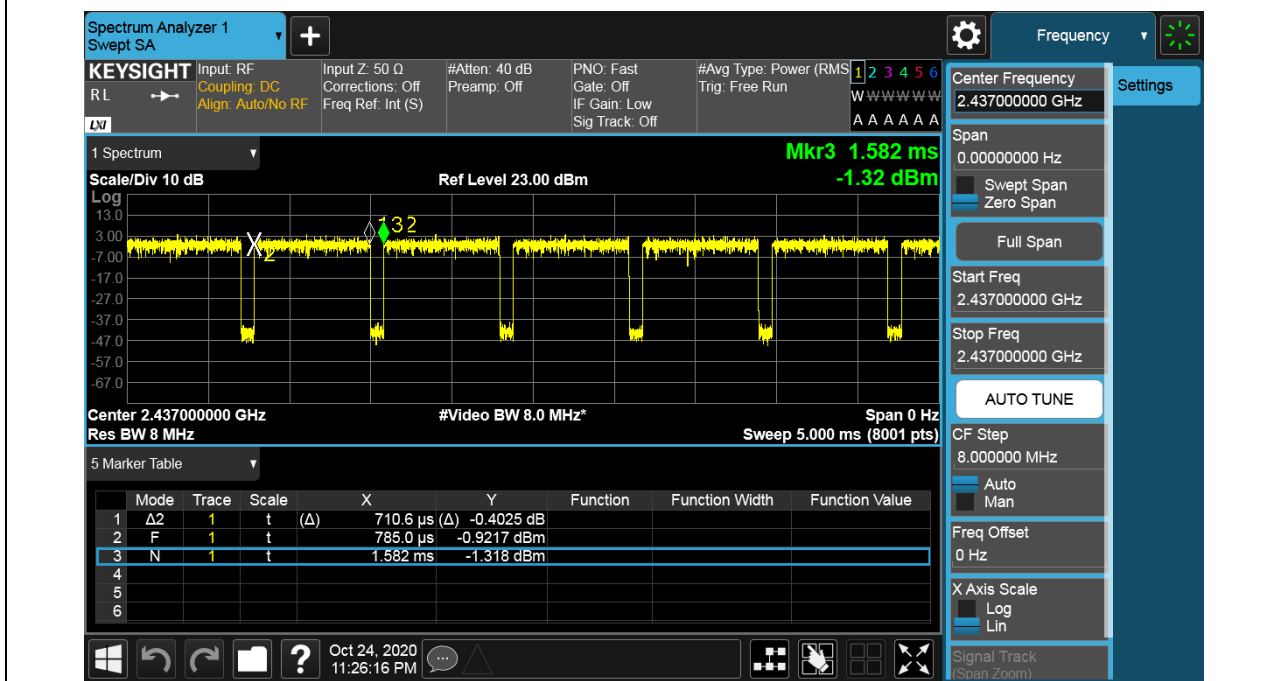 Spectrum Analyzer 1
Swept SA
+
Frequency
KEYSIGHT
RL
LXI
Input: RF
Coupling: DC
Align: Auto/No RF
Input Z: 50 Ω
Corrections: Off
Freq Ref: Int (S)
#Atten: 40 dB
Preamp: Off
PNO: Fast
Gate: Off
IF Gain: Low
Sig Track: Off
#Avg Type: Power (RMS
Trig: Free Run
1 2 3 4 5 6
W W W W W W
A A A A A A
1 Spectrum
Mkr3 1.582 ms
Scale/Div 10 dB
Ref Level 23.00 dBm
-1.32 dBm
Log
13.0
3.00
-7.00
-17.0
-27.0
-37.0
-47.0
-57.0
-67.0
132
X
2
Center 2.437000000 GHz
#Video BW 8.0 MHz*
Span 0 Hz
Res BW 8 MHz
Sweep 5.000 ms (8001 pts)
5 Marker Table
Mode Trace Scale X Y Function Function Width Function Value
1 Δ2 1 t (Δ) 710.6 µs (Δ) -0.4025 dB
2 F 1 t 785.0 µs -0.9217 dBm
3 N 1 t 1.582 ms -1.318 dBm
4
5
6
?
Oct 24, 2020
11:26:16 PM
Center Frequency
2.437000000 GHz
Settings
Span
0.00000000 Hz
Swept Span
Zero Span
Full Span
Start Freq
2.437000000 GHz
Stop Freq
2.437000000 GHz
AUTO TUNE
CF Step
8.000000 MHz
Auto
Man
Freq Offset
0 Hz
X Axis Scale
Log
Lin
Signal Track
(Span Zoom)